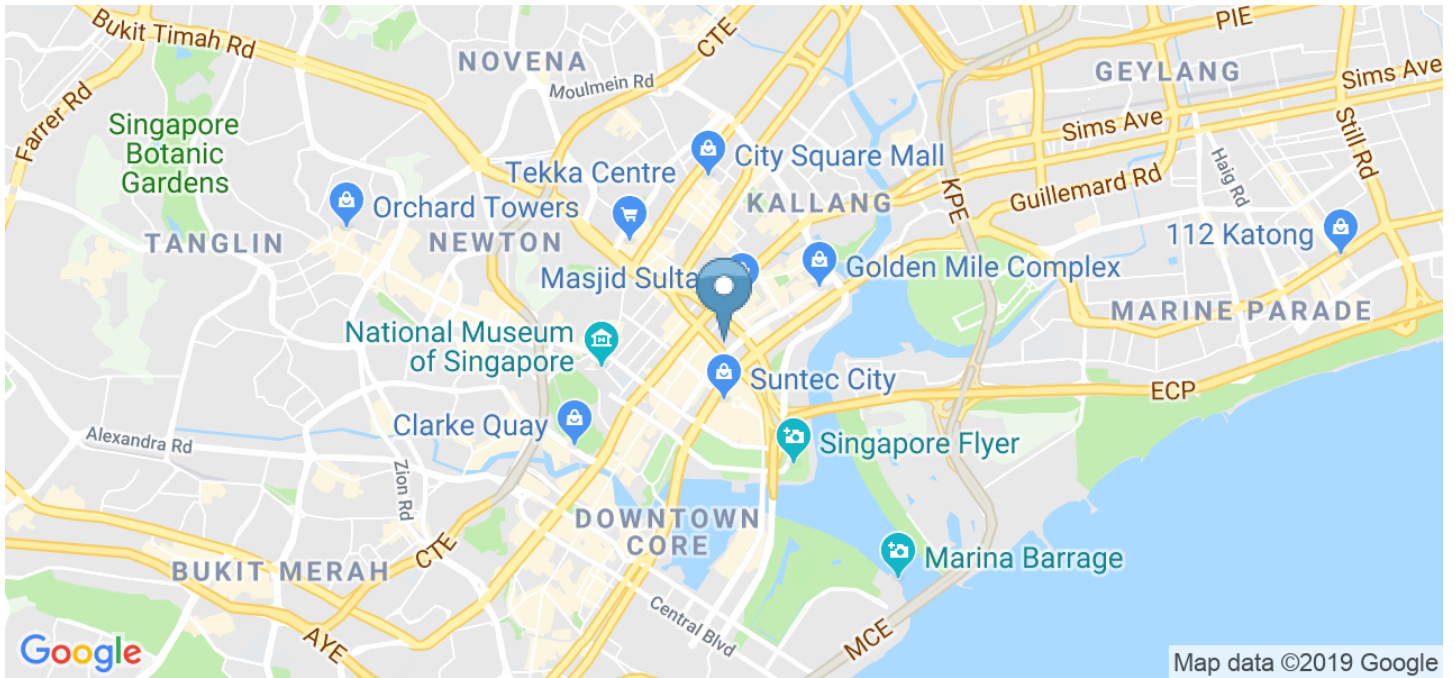 Bukit Timah Rd
CTE
PIE
NOVENA
Moulmein Rd
GEYLANG
Sims Ave
Farrer Rd
Singapore
Botanic
Gardens
Sims Ave
Still Rd
City Square Mall
Tekka Centre
Haig Rd
KPE
Guillemard Rd
Orchard Towers
KALLANG
TANGLIN
NEWTON
112 Katong
Masjid Sulta
Golden Mile Complex
MARINE PARADE
National Museum
of Singapore
Suntec City
ECP
Clarke Quay
Alexandra Rd
Singapore Flyer
Zion Rd
DOWNTOWN
CORE
CTE
Marina Barrage
BUKIT MERAH
Central Blvd
AYE
MCE
Google
Map data ©2019 Google